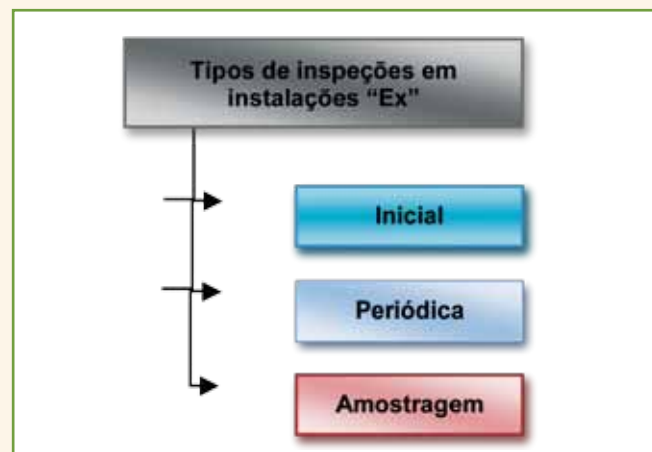 Tipos de inspeções em
instalações “Ex”
Inicial
Periódica
Amostragem